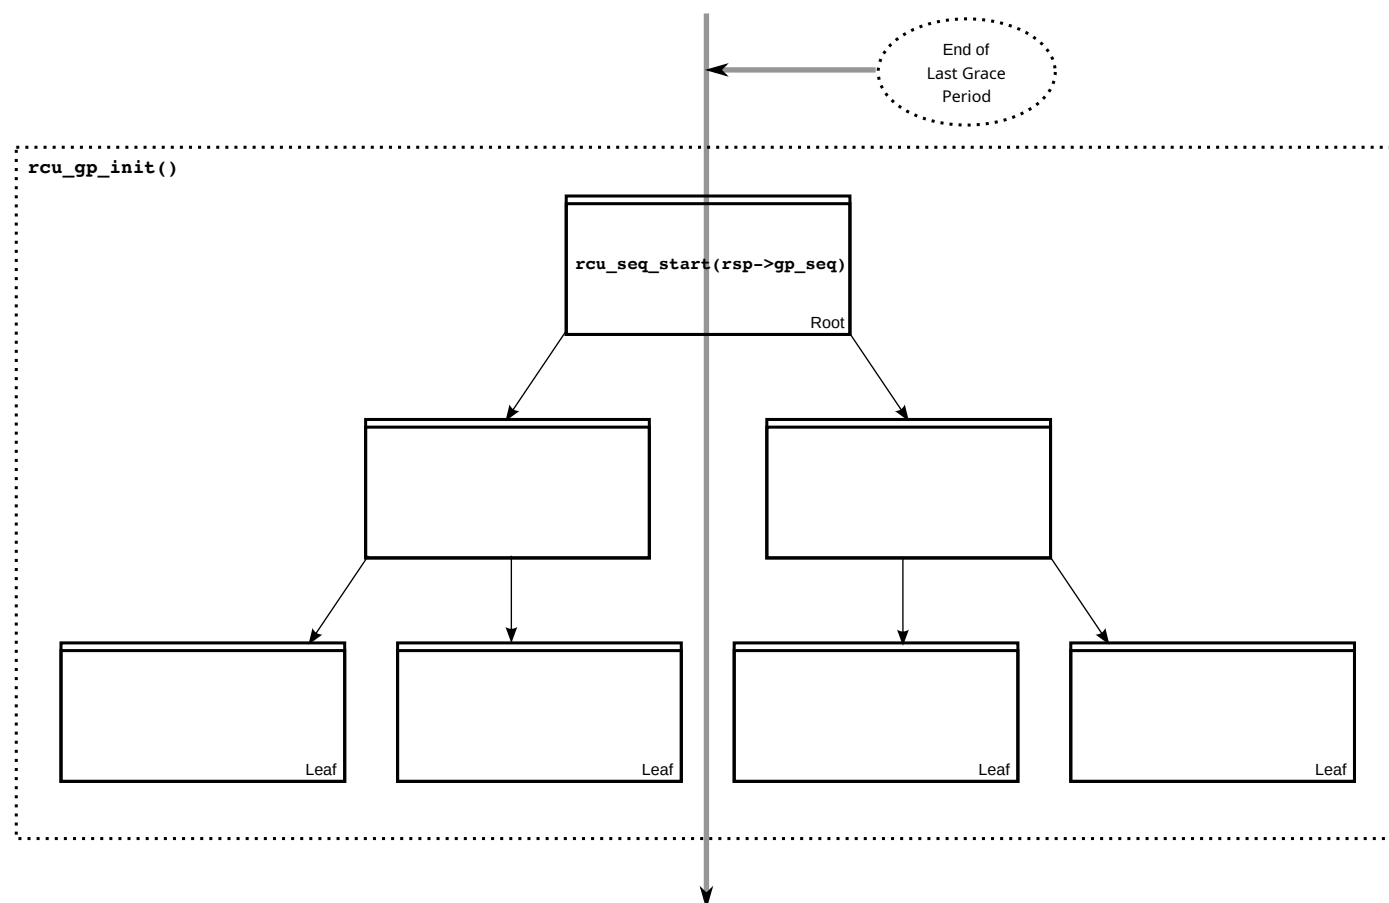 End of
Last Grace
Period
rcu_gp_init()
rcu_seq_start(rsp->gp_seq)
Root
Leaf
Leaf
Leaf
Leaf